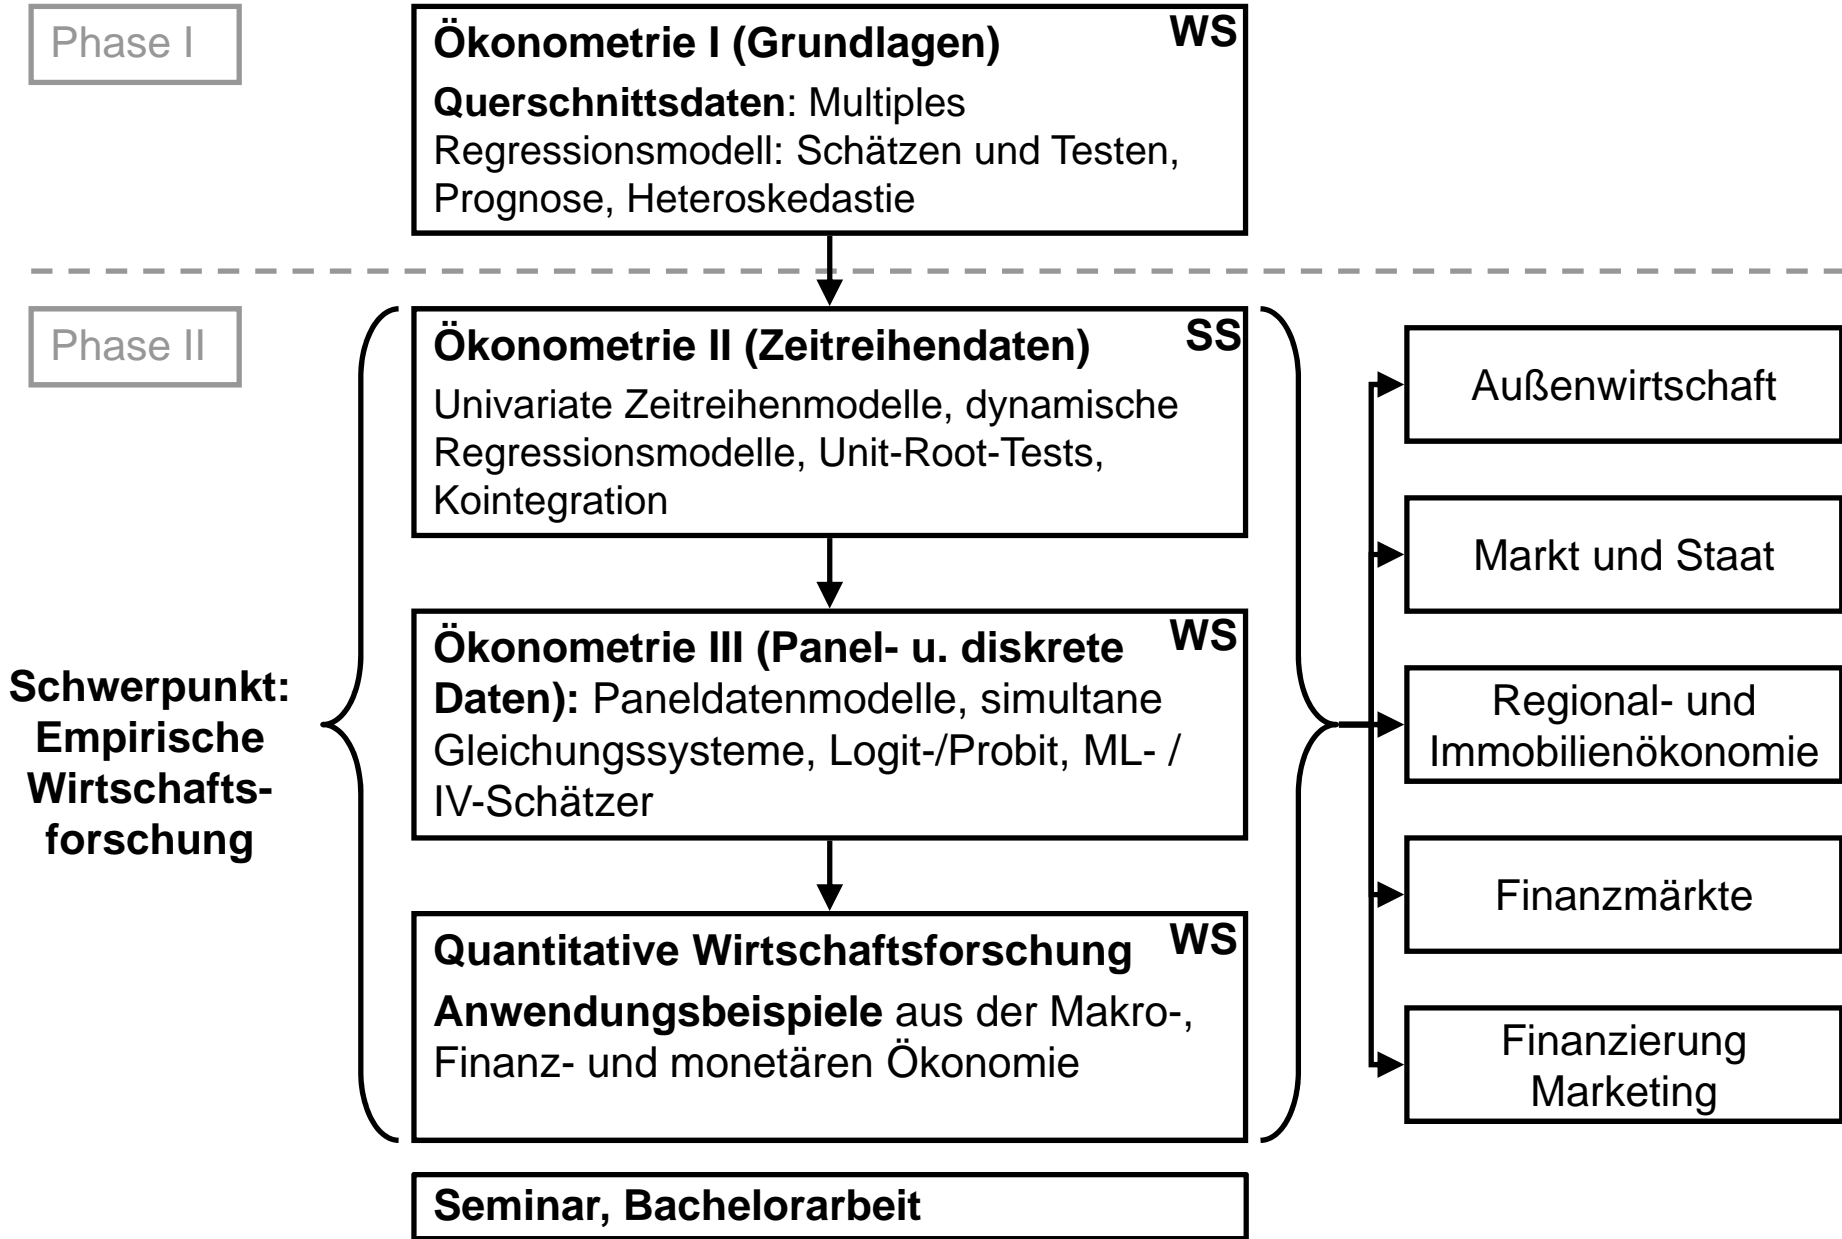 Phase I
Ökonometrie I (Grundlagen) WS
Querschnittsdaten: Multiples
Regressionsmodell: Schätzen und Testen,
Prognose, Heteroskedastie
Phase II
Ökonometrie II (Zeitreihendaten) SS
Univariate Zeitreihenmodelle, dynamische
Regressionsmodelle, Unit-Root-Tests,
Kointegration
Schwerpunkt:
Empirische
Wirtschafts-
forschung
Ökonometrie III (Panel- u. diskrete WS
Daten): Paneldatenmodelle, simultane
Gleichungssysteme, Logit-/Probit, ML- /
IV-Schätzer
Quantitative Wirtschaftsforschung WS
Anwendungsbeispiele aus der Makro-,
Finanz- und monetären Ökonomie
Seminar, Bachelorarbeit
Außenwirtschaft
Markt und Staat
Regional- und
Immobilienökonomie
Finanzmärkte
Finanzierung
Marketing